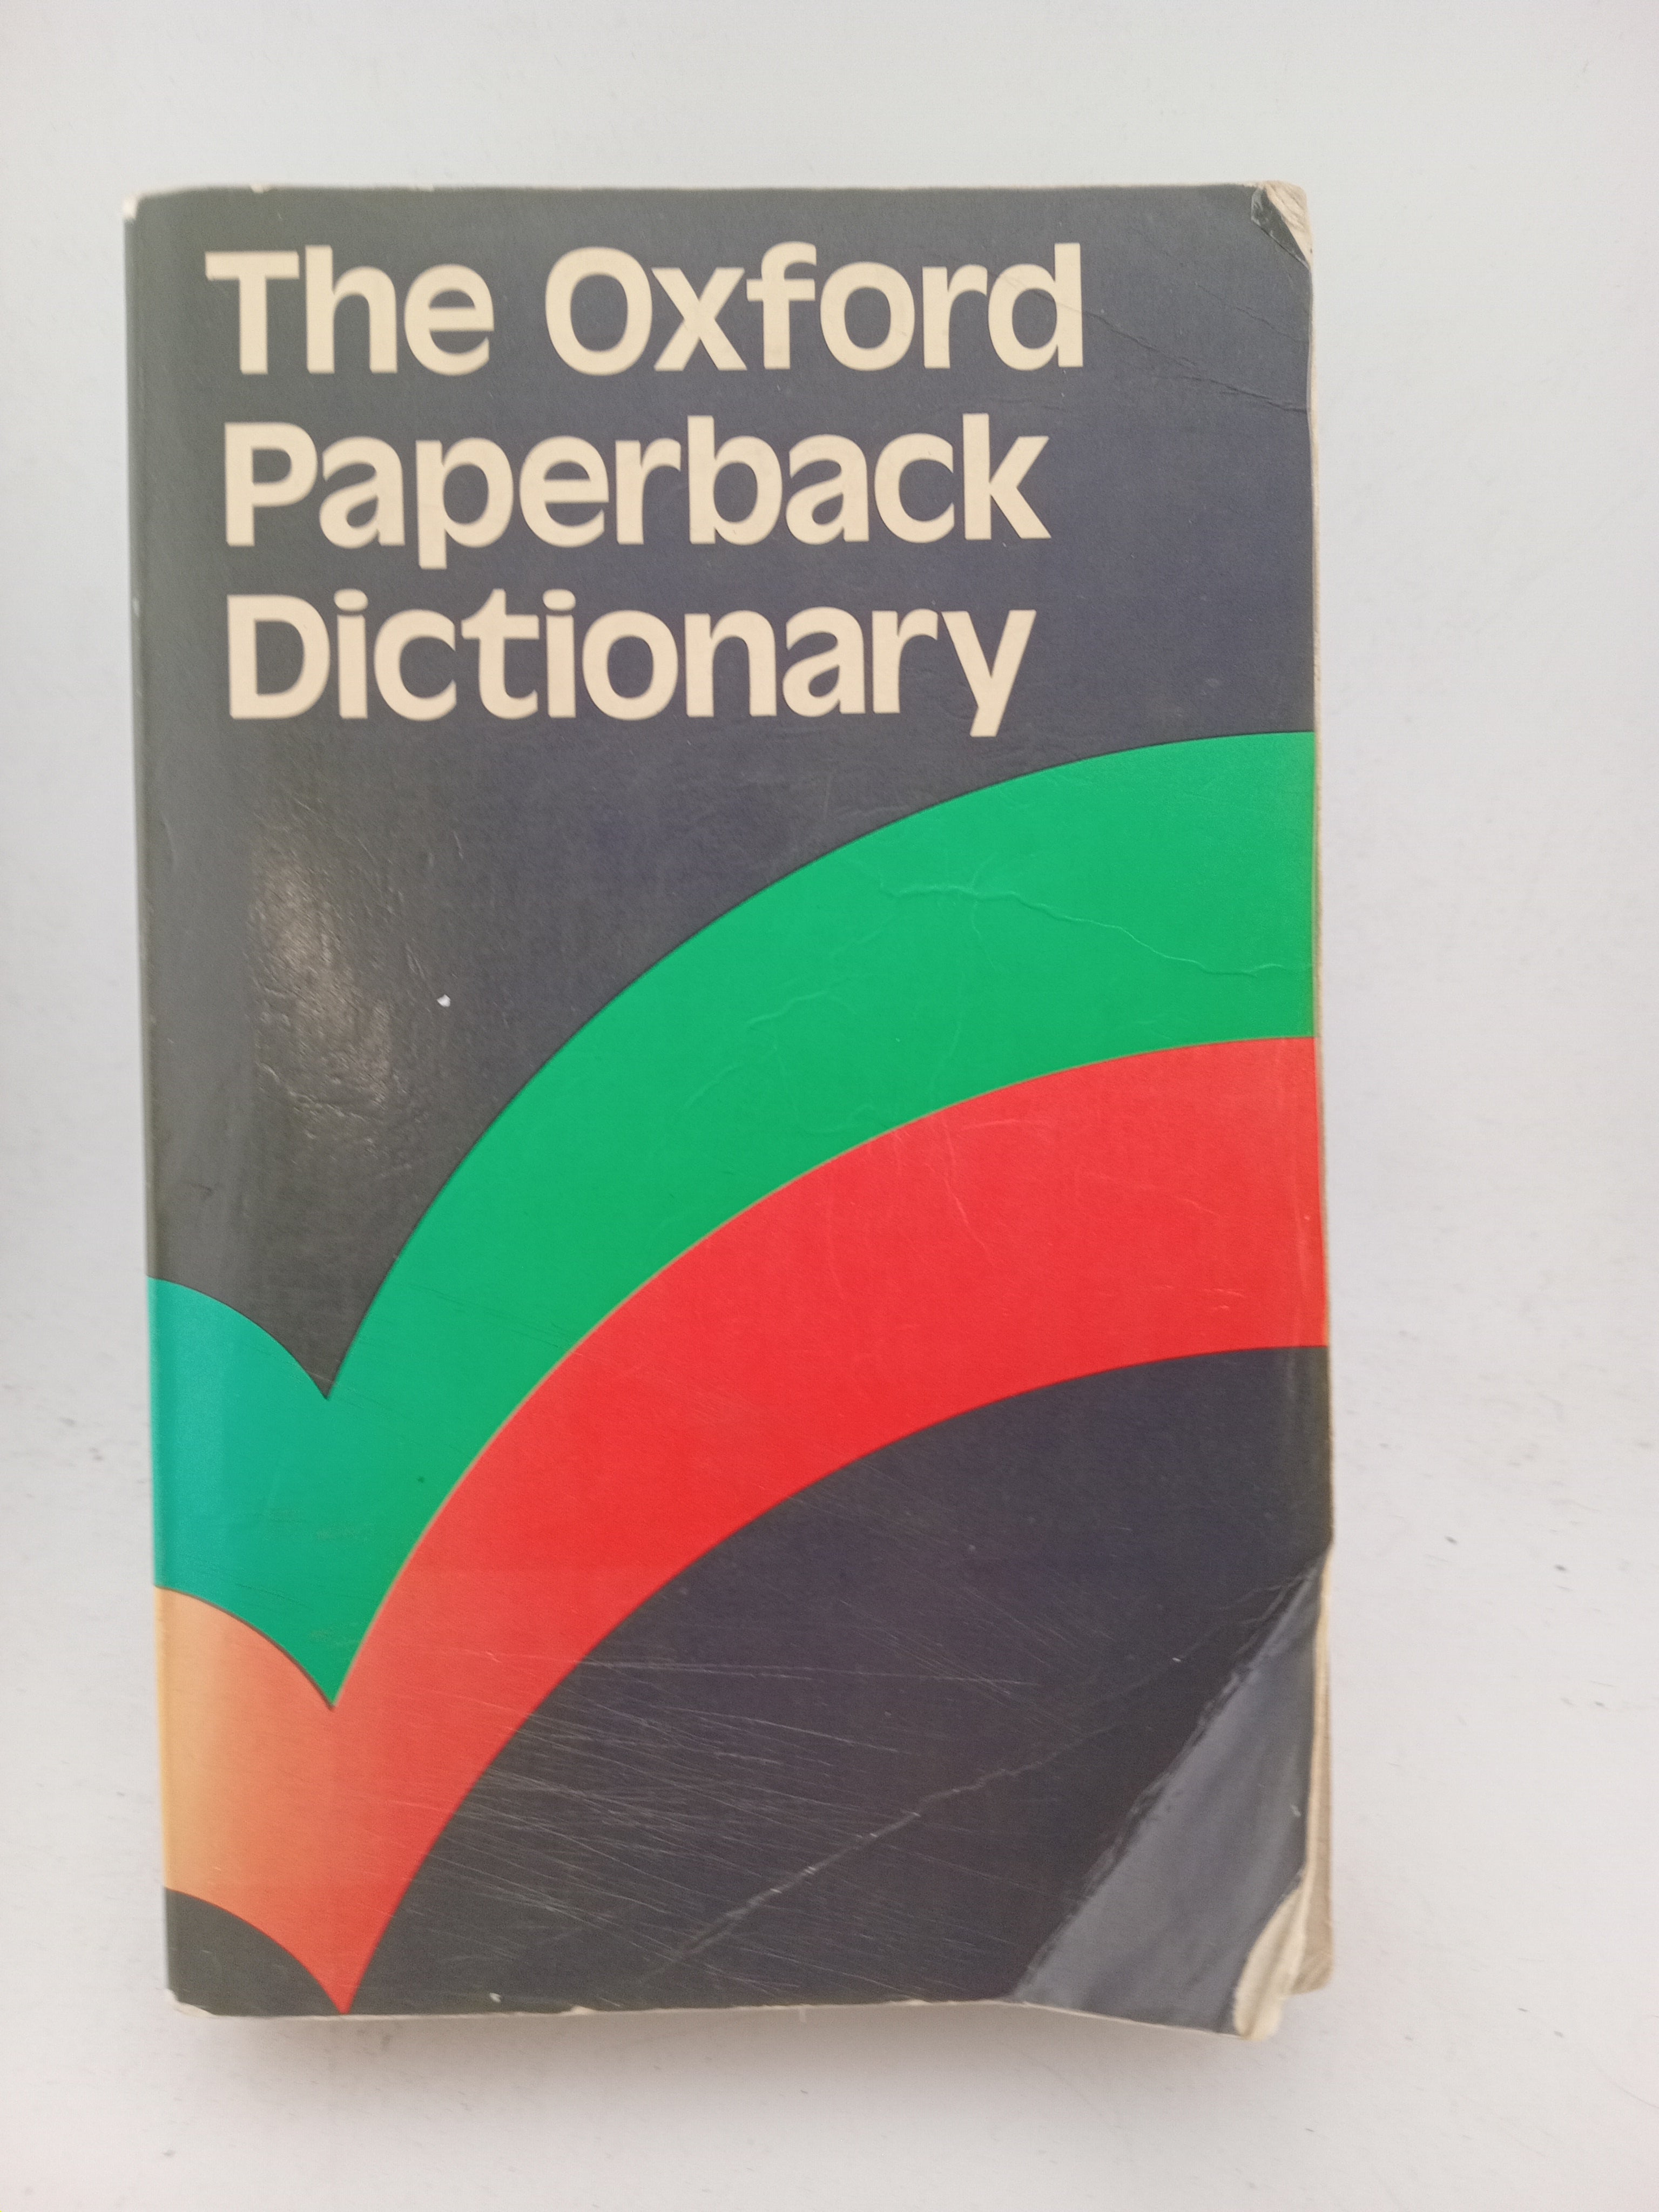 The Oxford
Paperback
Dictionary